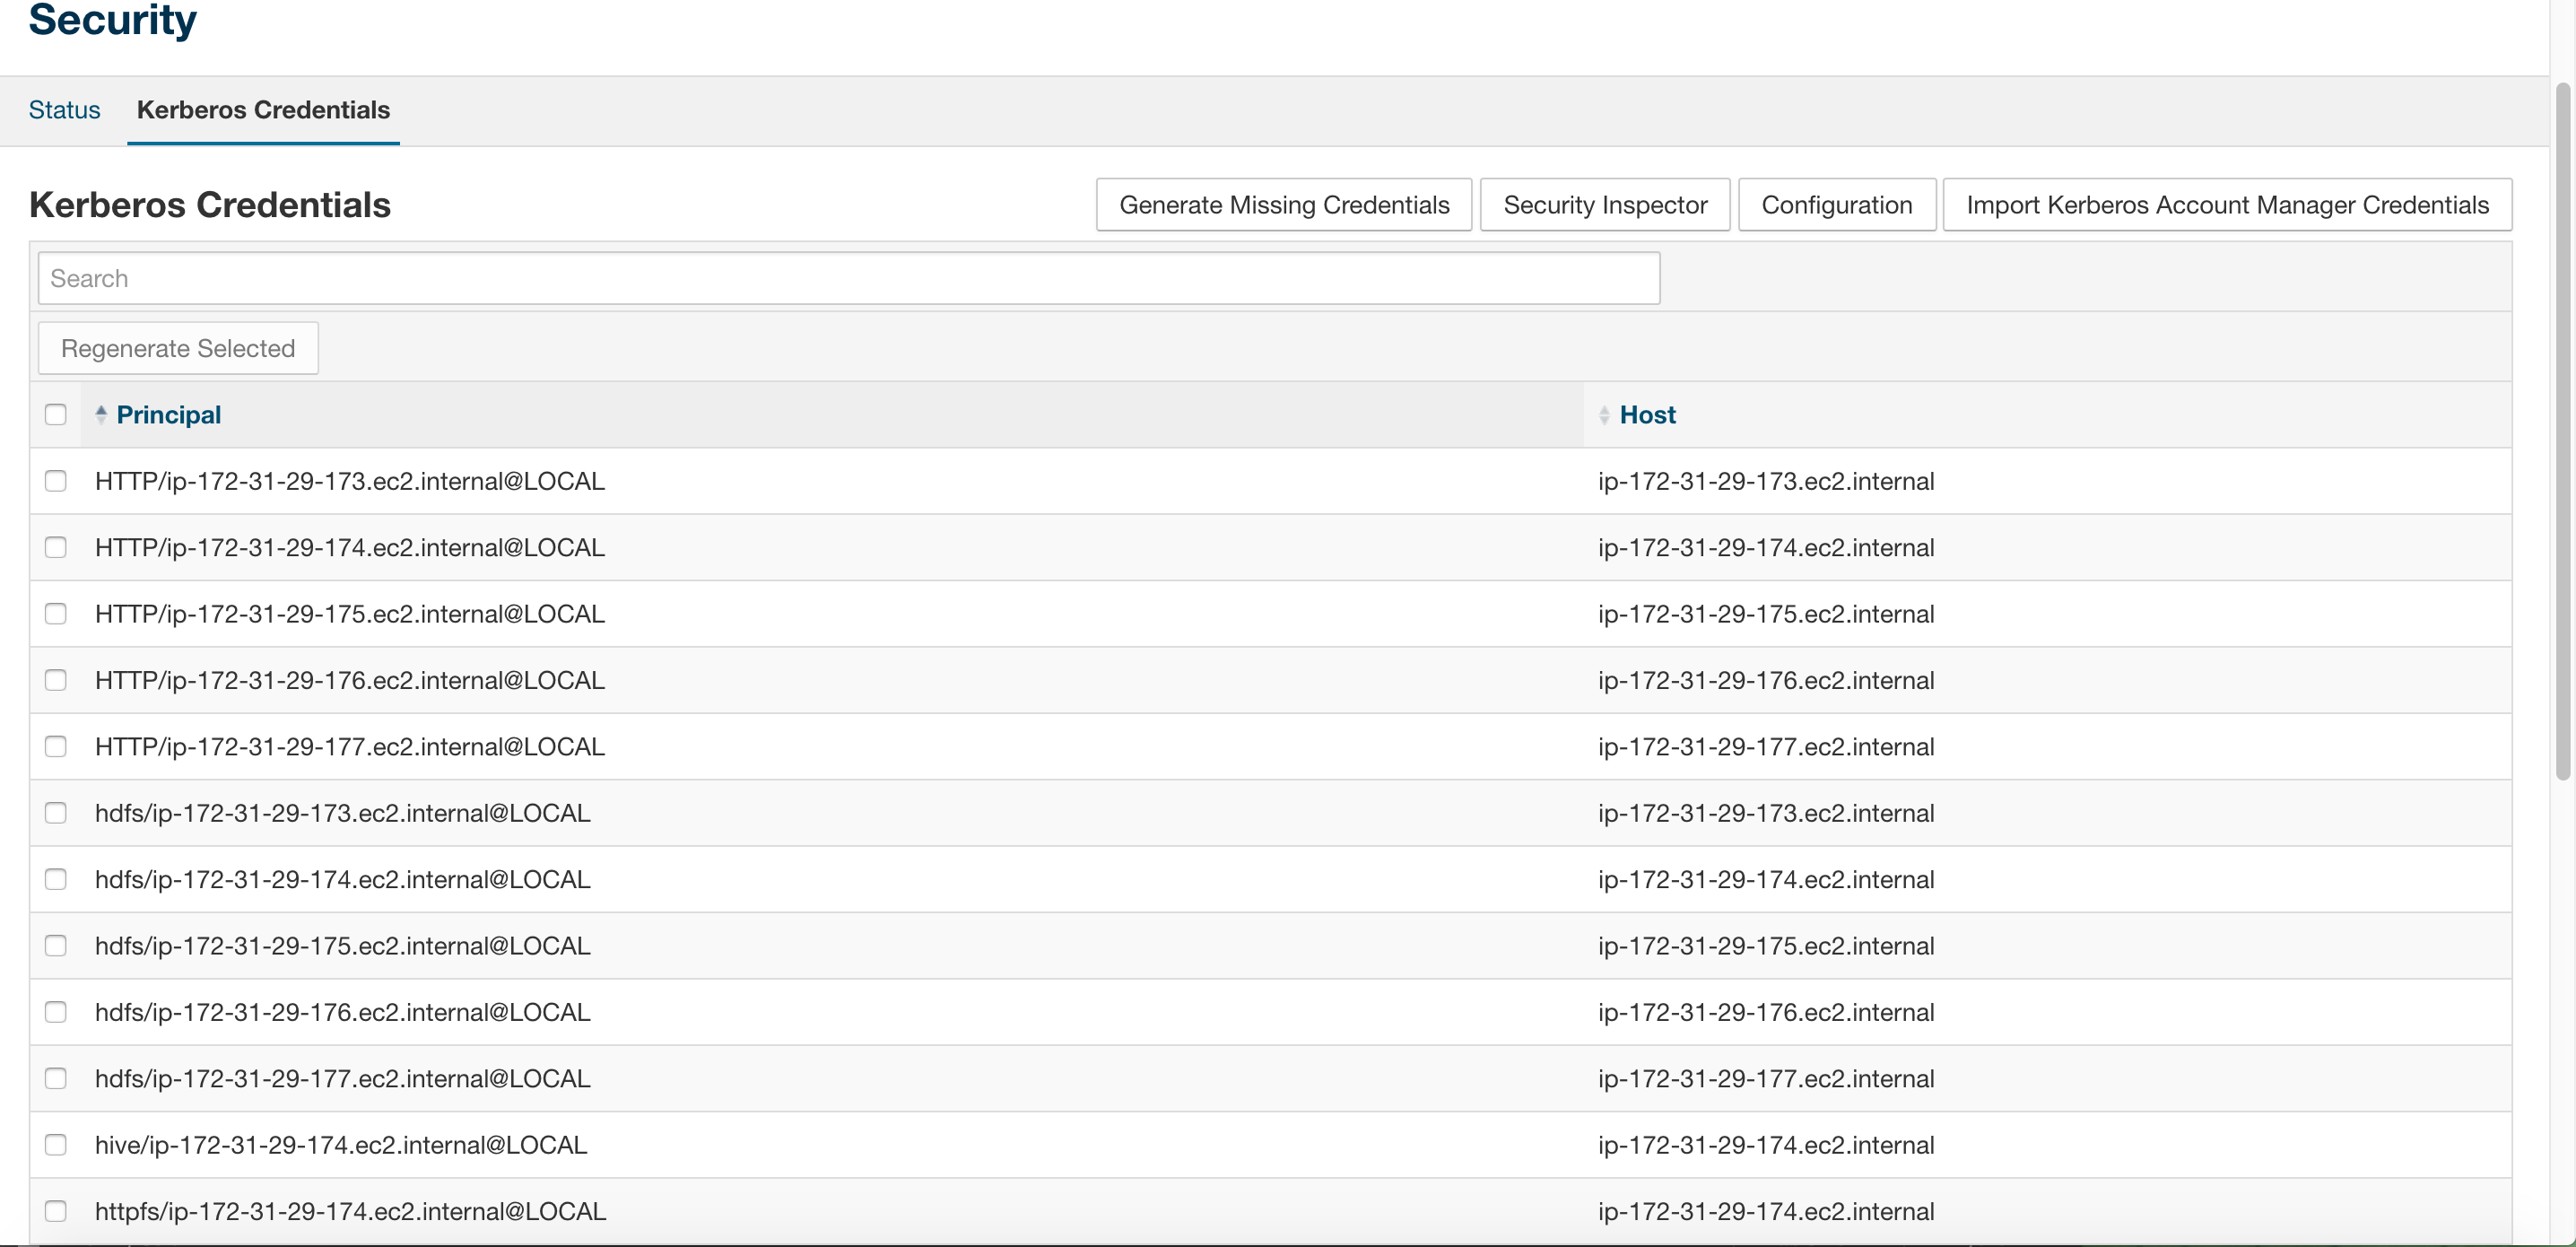 Security
Status Kerberos Credentials
Kerberos Credentials Generate Missing Credentials Security Inspector Configuration Import Kerberos Account Manager Credentials
Search
Regenerate Selected
Principal Host
HTTP/ip-172-31-29-173.ec2.internal@LOCAL ip-172-31-29-173.ec2.internal
HTTP/ip-172-31-29-174.ec2.internal@LOCAL ip-172-31-29-174.ec2.internal
HTTP/ip-172-31-29-175.ec2.internal@LOCAL ip-172-31-29-175.ec2.internal
HTTP/ip-172-31-29-176.ec2.internal@LOCAL ip-172-31-29-176.ec2.internal
HTTP/ip-172-31-29-177.ec2.internal@LOCAL ip-172-31-29-177.ec2.internal
hdfs/ip-172-31-29-173.ec2.internal@LOCAL ip-172-31-29-173.ec2.internal
hdfs/ip-172-31-29-174.ec2.internal@LOCAL ip-172-31-29-174.ec2.internal
hdfs/ip-172-31-29-175.ec2.internal@LOCAL ip-172-31-29-175.ec2.internal
hdfs/ip-172-31-29-176.ec2.internal@LOCAL ip-172-31-29-176.ec2.internal
hdfs/ip-172-31-29-177.ec2.internal@LOCAL ip-172-31-29-177.ec2.internal
hive/ip-172-31-29-174.ec2.internal@LOCAL ip-172-31-29-174.ec2.internal
httpfs/ip-172-31-29-174.ec2.internal@LOCAL ip-172-31-29-174.ec2.internal